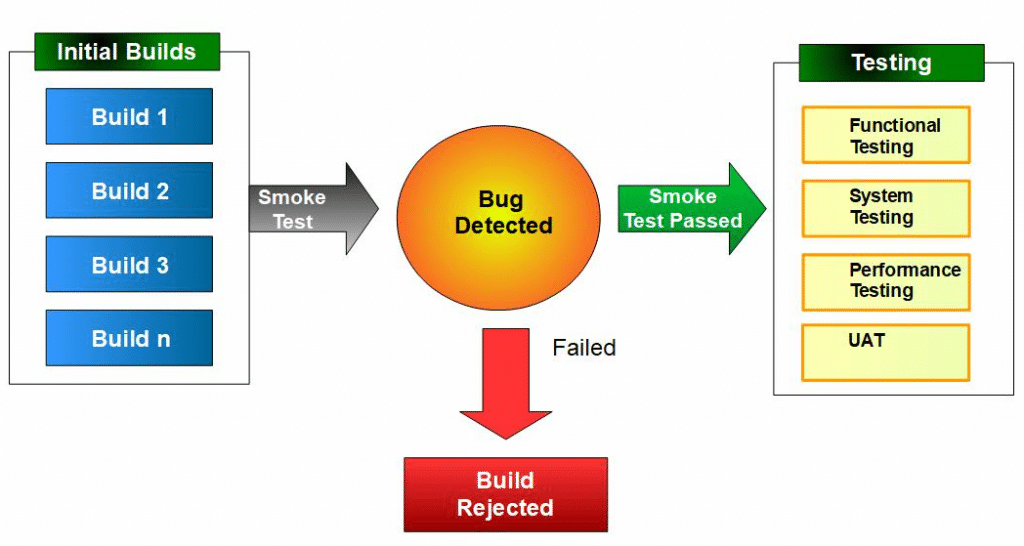 Initial Builds
Build 1
Build 2
Build 3
Build n
Smoke
Test
Bug
Detected
Smoke
Test Passed
Failed
Build
Rejected
Testing
Functional
Testing
System
Testing
Performance
Testing
UAT